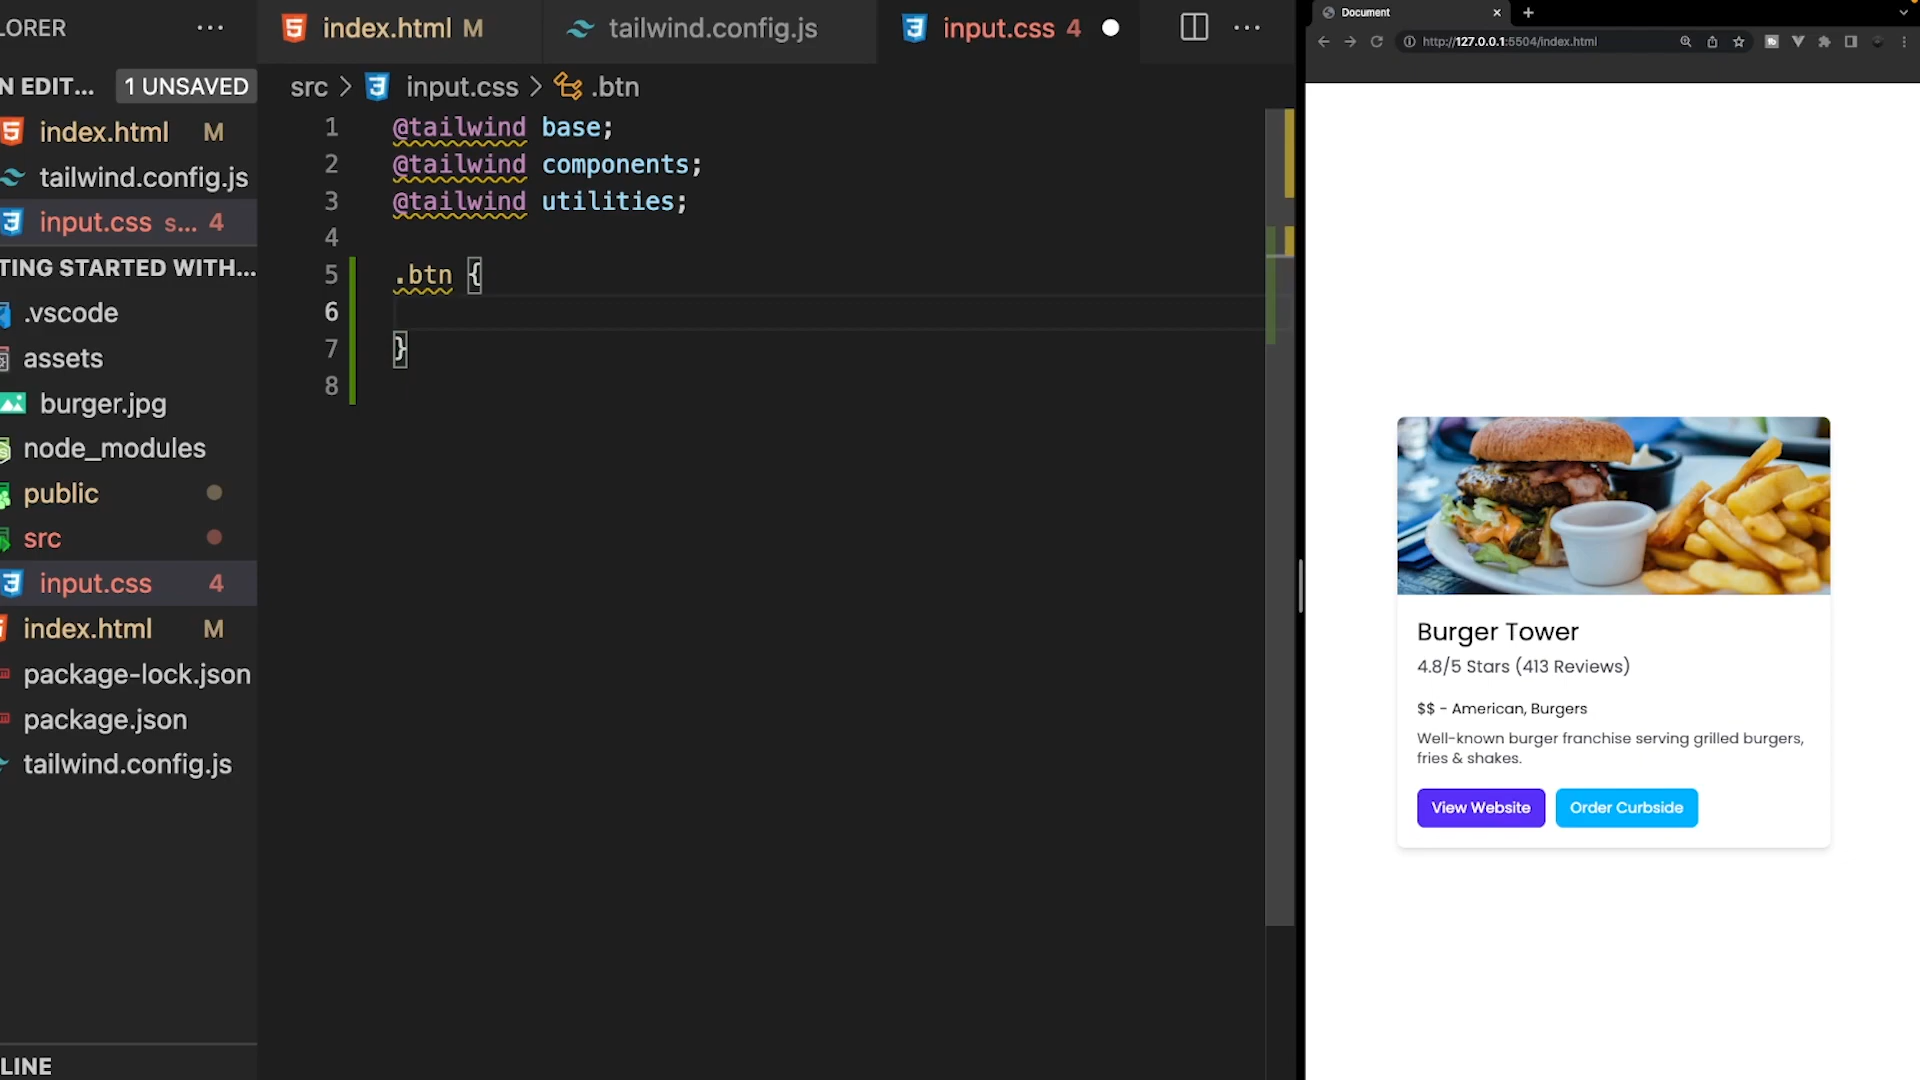 LORER ...
N EDIT... 1 UNSAVED
index.html M
tailwind.config.js
input.css s... 4
TING STARTED WITH...
.vscode
assets
burger.jpg
node_modules
public
src
input.css 4
index.html M
package-lock.json
package.json
tailwind.config.js
LINE
index.html M
tailwind.config.js
input.css 4
src > input.css > .btn
1 @tailwind base;
2 @tailwind components;
3 @tailwind utilities;
4
5 .btn {
6
7 }
8
Document
http://127.0.0.1:5504/index.html
Burger Tower
4.8/5 Stars (413 Reviews)
$$ - American, Burgers
Well-known burger franchise serving grilled burgers,
fries & shakes.
View Website
Order Curbside